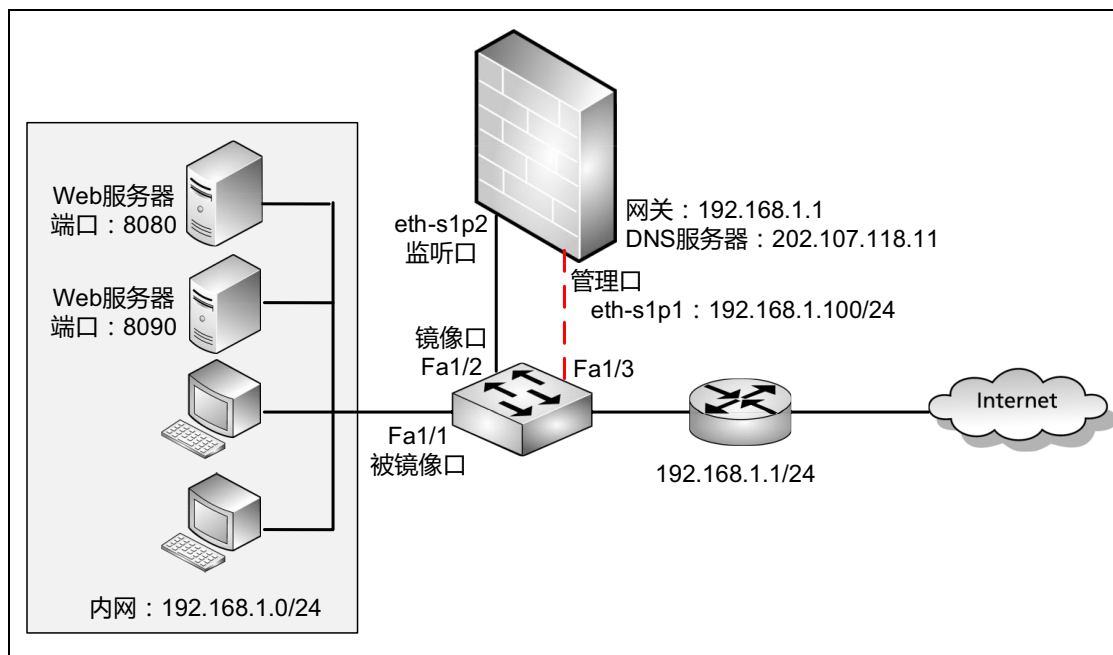 Web服务器
端口：8080
Web服务器
端口：8090
内网：192.168.1.0/24
eth-s1p2
监听口
镜像口
Fa1/2
Fa1/1
被镜像口
网关：192.168.1.1
DNS服务器：202.107.118.11
管理口
eth-s1p1：192.168.1.100/24
Fa1/3
192.168.1.1/24
Internet